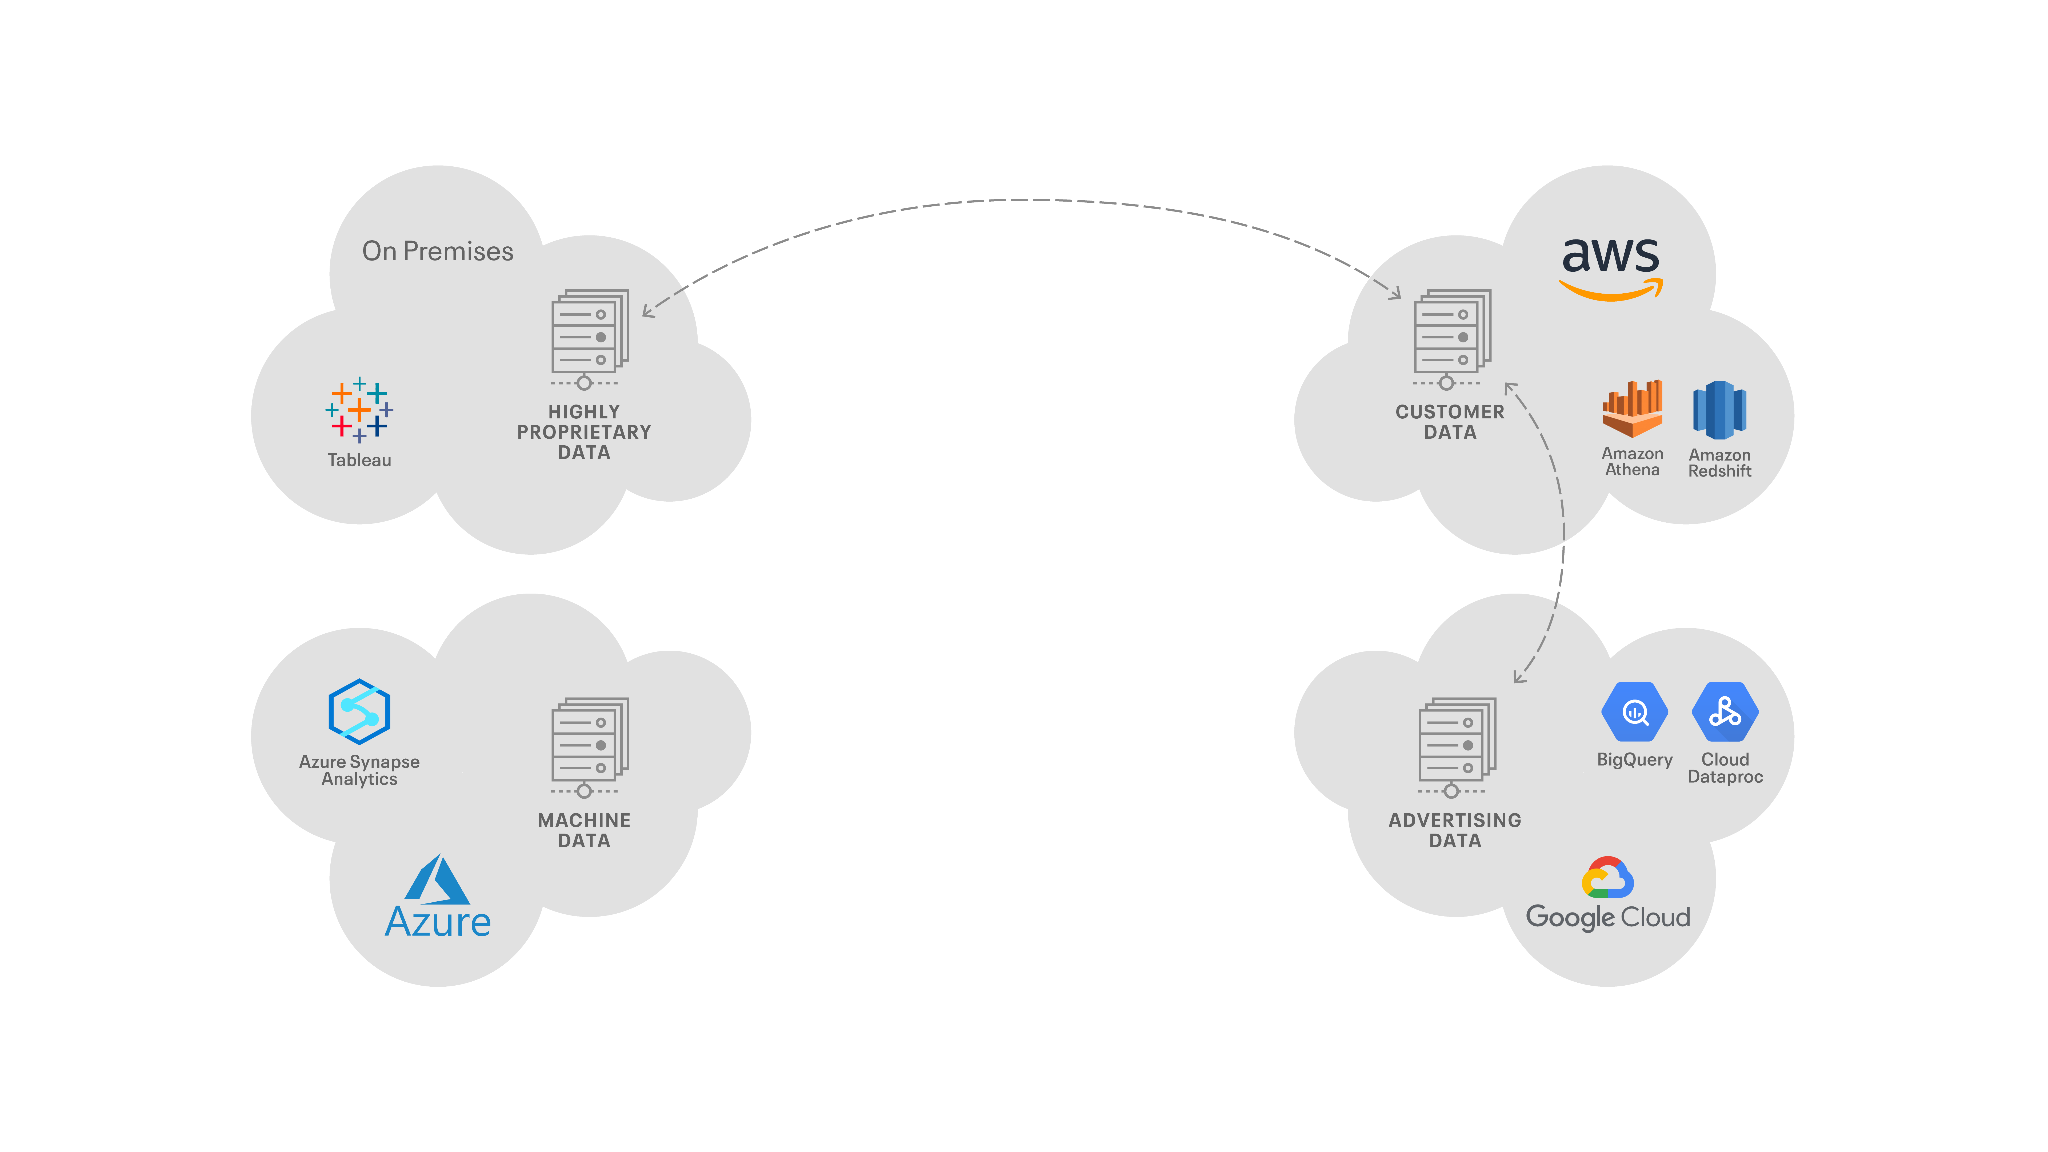 On Premises
Tableau
HIGHLY
PROPRIETARY
DATA
aws
CUSTOMER
DATA
Amazon
Athena
Amazon
Redshift
Azure Synapse
Analytics
MACHINE
DATA
Azure
ADVERTISING
DATA
BigQuery
Cloud
Dataproc
Google Cloud